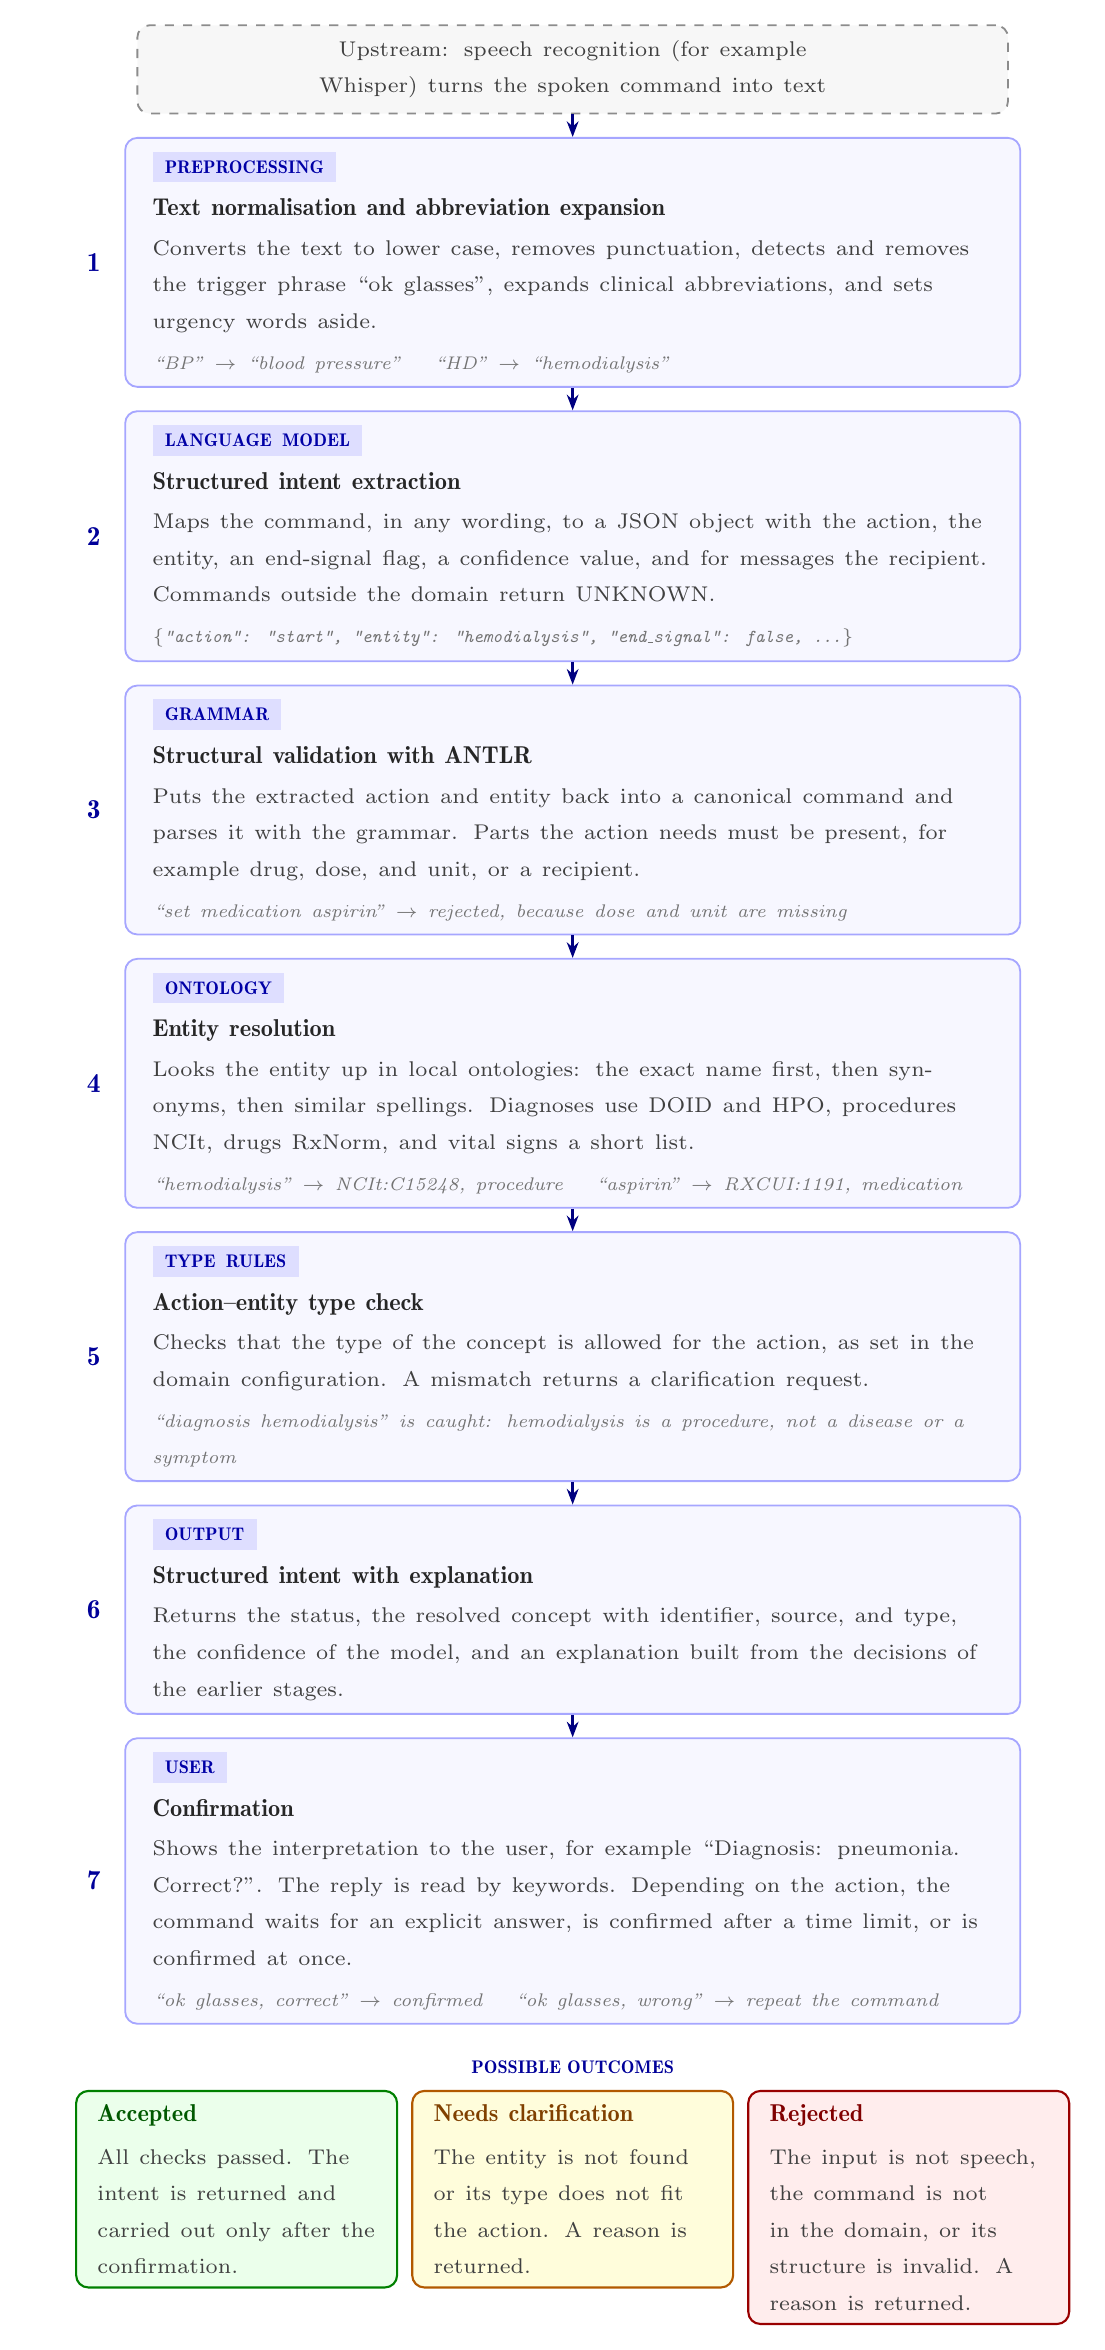 Upstream: speech recognition (for example
Whisper) turns the spoken command into text
PREPROCESSING
Text normalisation and abbreviation expansion
1
Converts the text to lower case, removes punctuation, detects and removes
the trigger phrase “ok glasses”, expands clinical abbreviations, and sets
urgency words aside.
“BP” → “blood pressure” “HD” → “hemodialysis”
LANGUAGE MODEL
Structured intent extraction
2
Maps the command, in any wording, to a JSON object with the action, the
entity, an end-signal flag, a confidence value, and for messages the recipient.
Commands outside the domain return UNKNOWN.
{"action": "start", "entity": "hemodialysis", "end_signal": false, ...}
GRAMMAR
Structural validation with ANTLR
3
Puts the extracted action and entity back into a canonical command and
parses it with the grammar. Parts the action needs must be present, for
example drug, dose, and unit, or a recipient.
“set medication aspirin” → rejected, because dose and unit are missing
ONTOLOGY
Entity resolution
4
Looks the entity up in local ontologies: the exact name first, then syn-
onyms, then similar spellings. Diagnoses use DOID and HPO, procedures
NCIt, drugs RxNorm, and vital signs a short list.
“hemodialysis” → NCIt:C15248, procedure “aspirin” → RXCUI:1191, medication
TYPE RULES
Action–entity type check
5
Checks that the type of the concept is allowed for the action, as set in the
domain configuration. A mismatch returns a clarification request.
“diagnosis hemodialysis” is caught: hemodialysis is a procedure, not a disease or a
symptom
OUTPUT
Structured intent with explanation
6
Returns the status, the resolved concept with identifier, source, and type,
the confidence of the model, and an explanation built from the decisions of
the earlier stages.
USER
Confirmation
7
Shows the interpretation to the user, for example “Diagnosis: pneumonia.
Correct?”. The reply is read by keywords. Depending on the action, the
command waits for an explicit answer, is confirmed after a time limit, or is
confirmed at once.
“ok glasses, correct” → confirmed “ok glasses, wrong” → repeat the command
POSSIBLE OUTCOMES
Accepted
All checks passed. The
intent is returned and
carried out only after the
confirmation.
Needs clarification
The entity is not found
or its type does not fit
the action. A reason is
returned.
Rejected
The input is not speech,
the command is not
in the domain, or its
structure is invalid. A
reason is returned.